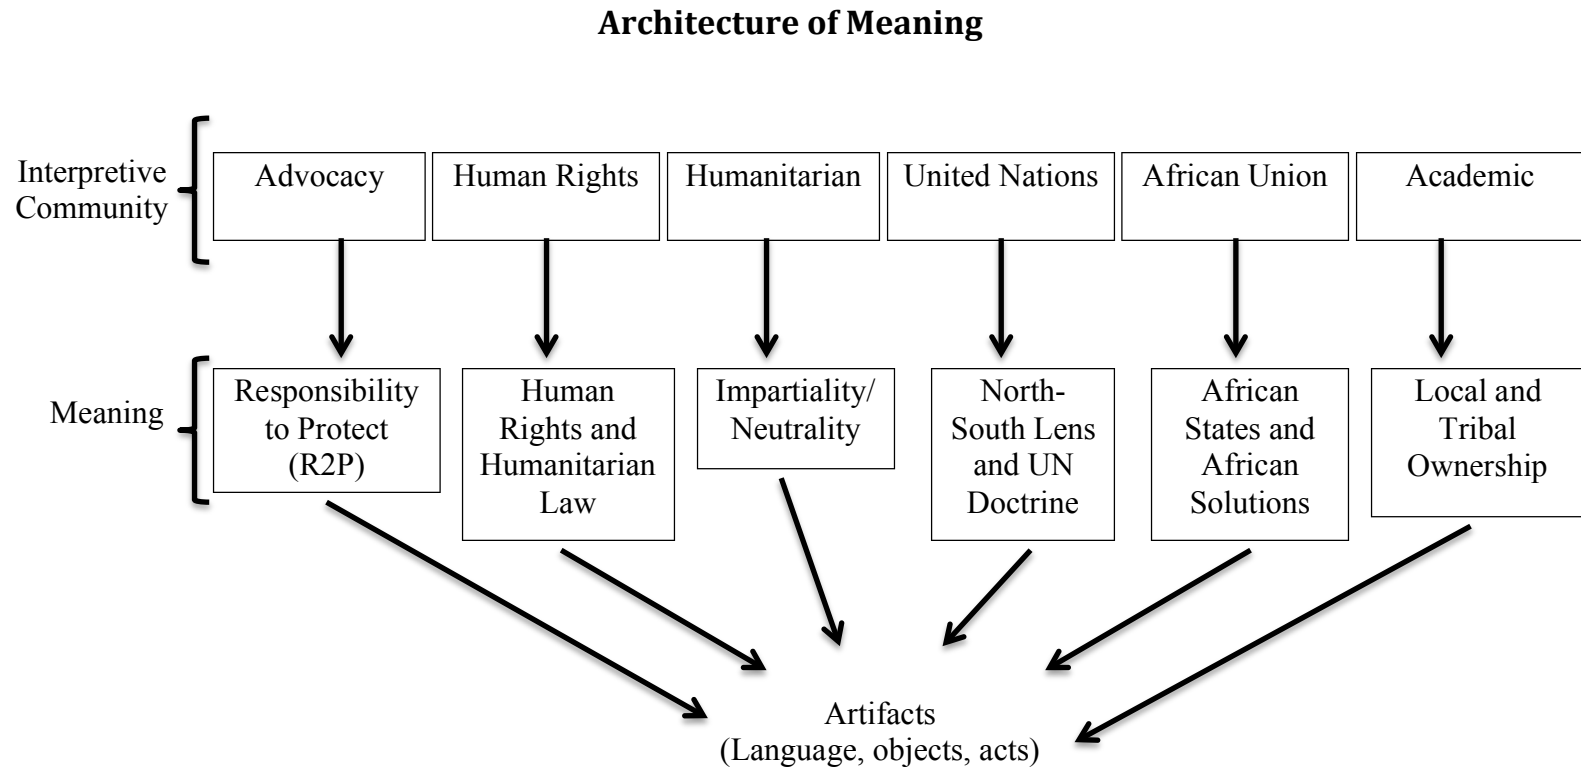 Architecture of Meaning
Interpretive
Community
Advocacy
Human Rights
Humanitarian
United Nations
African Union
Academic
Meaning
Responsibility
to Protect
(R2P)
Human
Rights and
Humanitarian
Law
Impartiality/
Neutrality
North-
South Lens
and UN
Doctrine
African
States and
African
Solutions
Local and
Tribal
Ownership
Artifacts
(Language, objects, acts)